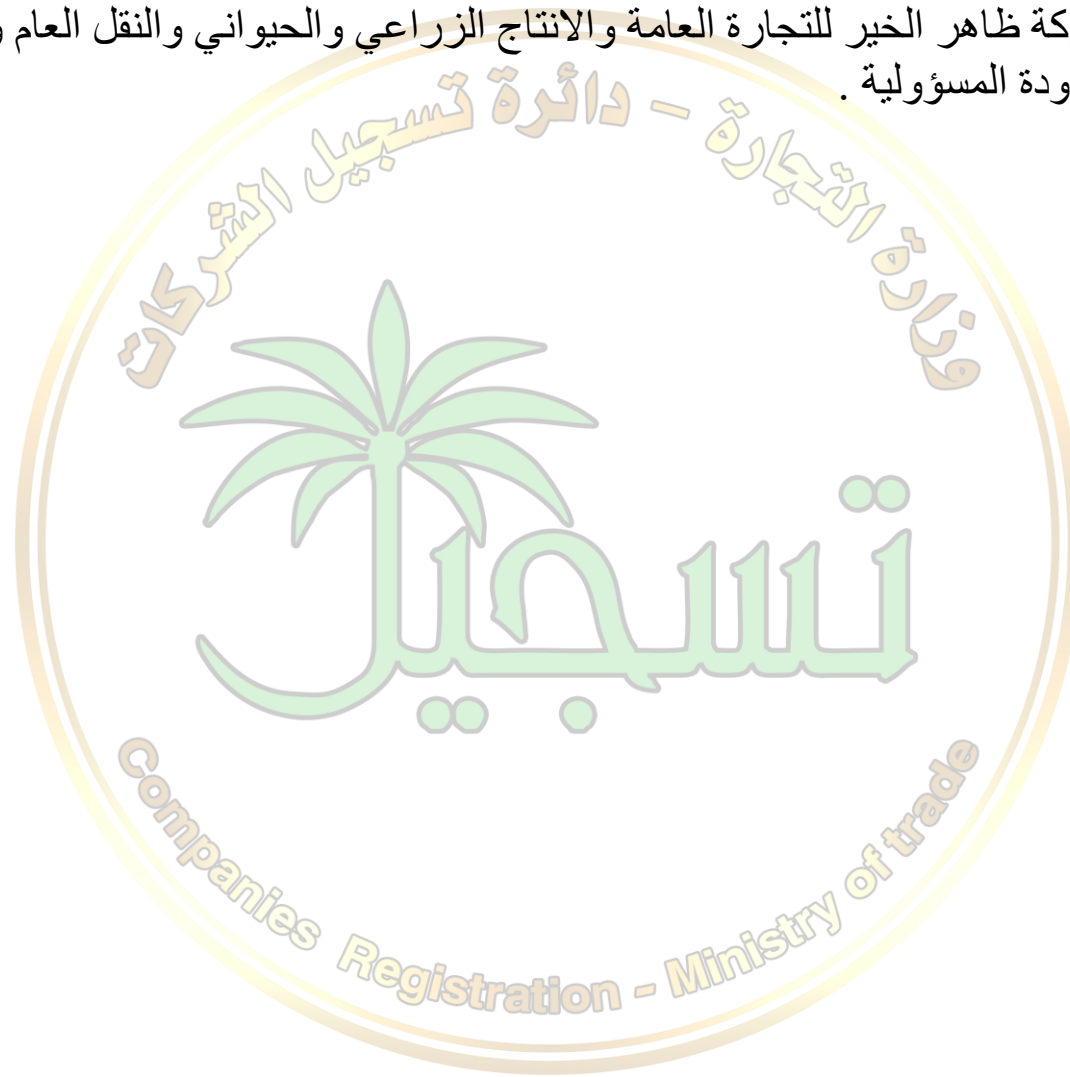 كة ظاهر الخير للتجارة العامة والانتاج الزراعي والحيواني والنقل العام و
ودة المسؤولية .
وزارة التجارة - دائرة تسجيل الشركات
تسجيل
Companies Registration - Ministry of trade